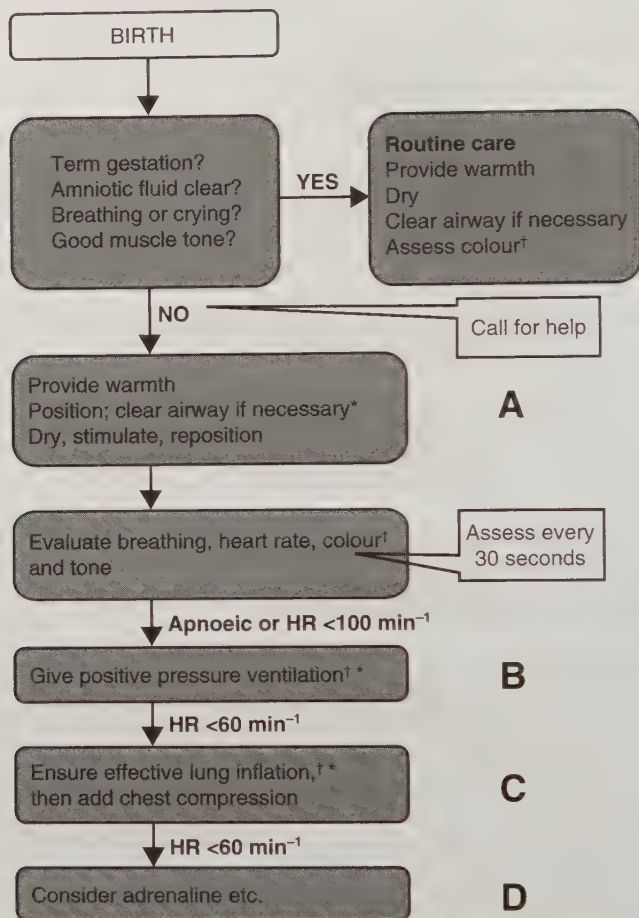 BIRTH
Term gestation?
Amniotic fluid clear?
Breathing or crying?
Good muscle tone?
YES
Routine care
Provide warmth
Dry
Clear airway if necessary
Assess colour†
NO
Call for help
Provide warmth
Position; clear airway if necessary*
Dry, stimulate, reposition
A
Evaluate breathing, heart rate, colour†
and tone
Assess every
30 seconds
Apnoeic or HR <100 min⁻¹
Give positive pressure ventilation† *
B
HR <60 min⁻¹
Ensure effective lung inflation,† *
then add chest compression
C
HR <60 min⁻¹
Consider adrenaline etc.
D